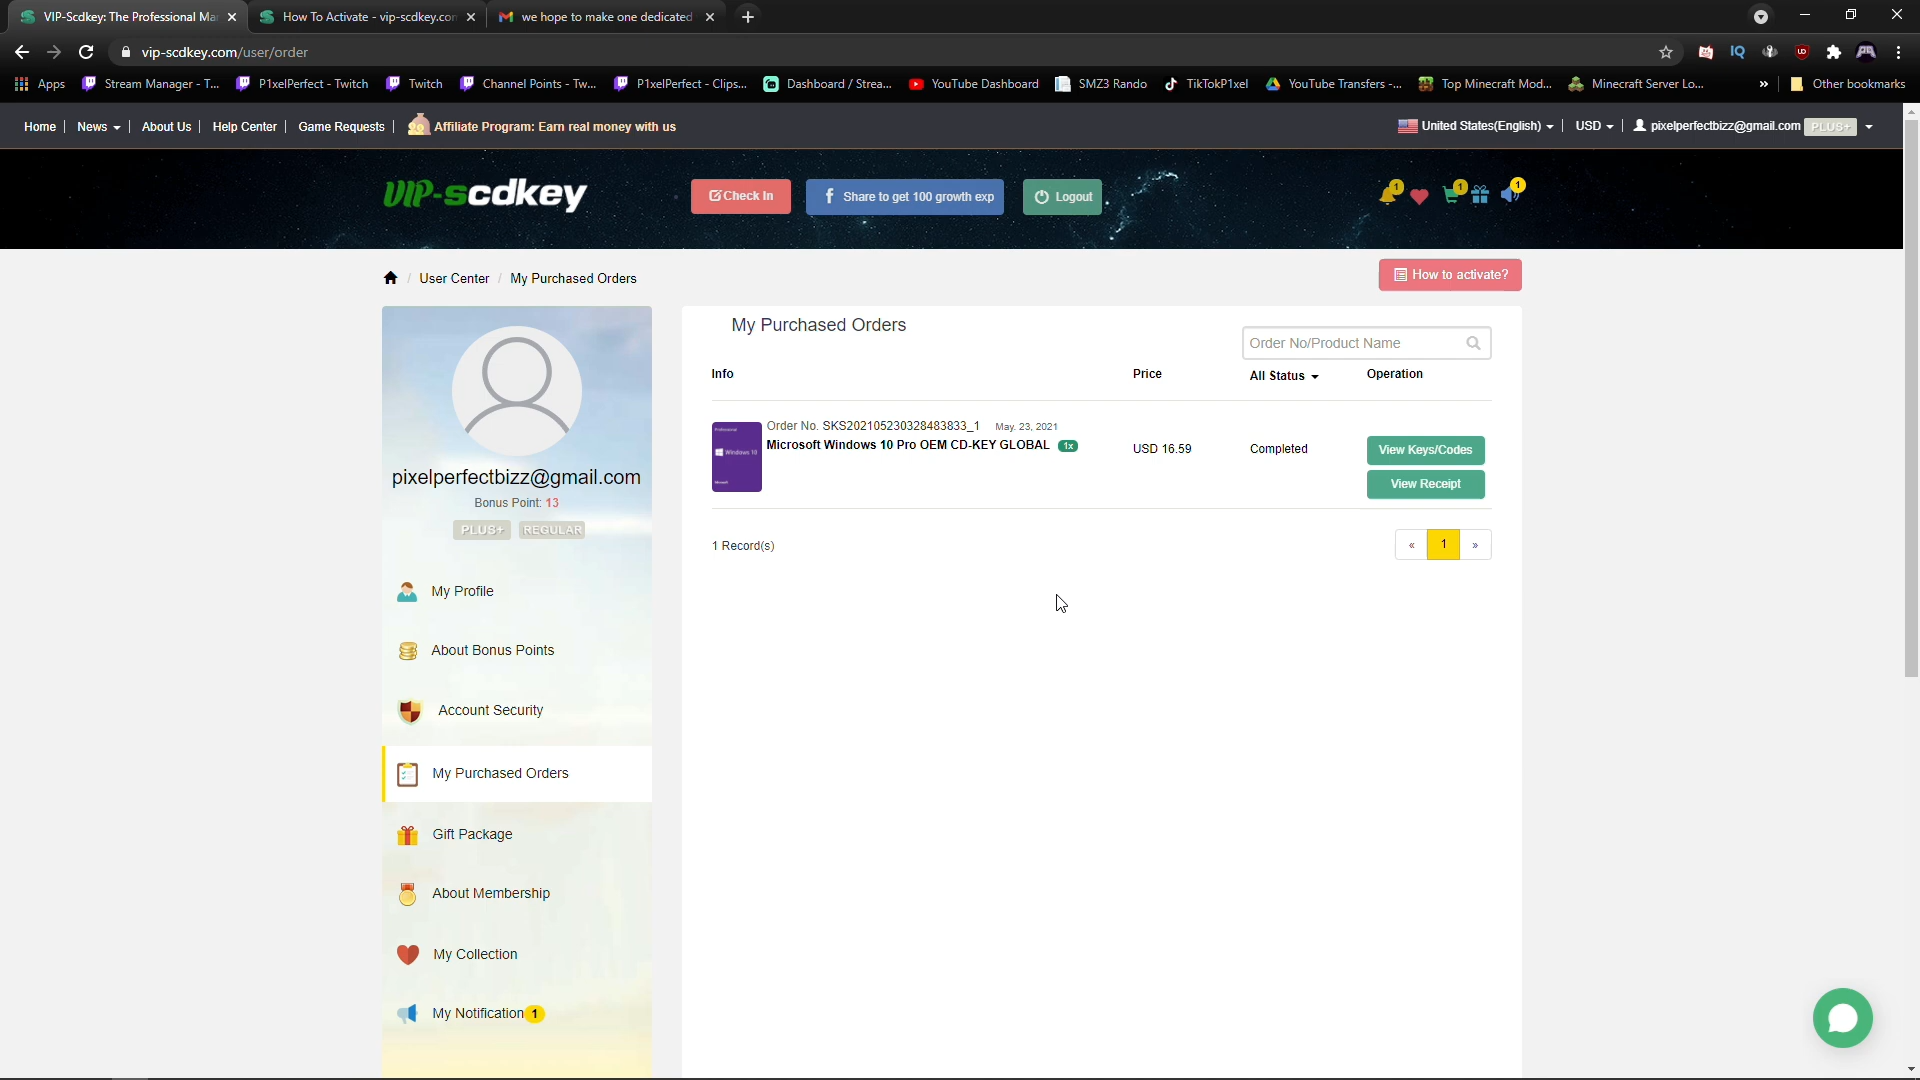 VIP-Scdkey: The Professional Ma
How To Activate - vip-scdkey.com
we hope to make one dedicated
vip-scdkey.com/user/order
Apps
Stream Manager - T...
P1xelPerfect - Twitch
Twitch
Channel Points - Tw...
P1xelPerfect - Clips...
Dashboard / Strea...
YouTube Dashboard
SMZ3 Rando
TikTokP1xel
YouTube Transfers -...
Top Minecraft Mod...
Minecraft Server Lo...
»
Other bookmarks
Home
News
About Us
Help Center
Game Requests
Affiliate Program: Earn real money with us
United States(English)
USD
pixelperfectbizz@gmail.com
PLUS+
VIP-scdkey
Check In
f Share to get 100 growth exp
Logout
1
1
1
/ User Center / My Purchased Orders
How to activate?
pixelperfectbizz@gmail.com
Bonus Point: 13
PLUS+
REGULAR
My Profile
About Bonus Points
Account Security
My Purchased Orders
Gift Package
About Membership
My Collection
My Notification 1
My Purchased Orders
Order No/Product Name
Info
Price
All Status
Operation
Professional
Windows 10
Microsoft
Order No. SKS202105230328483833_1 May. 23, 2021
Microsoft Windows 10 Pro OEM CD-KEY GLOBAL 1x
USD 16.59
Completed
View Keys/Codes
View Receipt
1 Record(s)
« 1 »